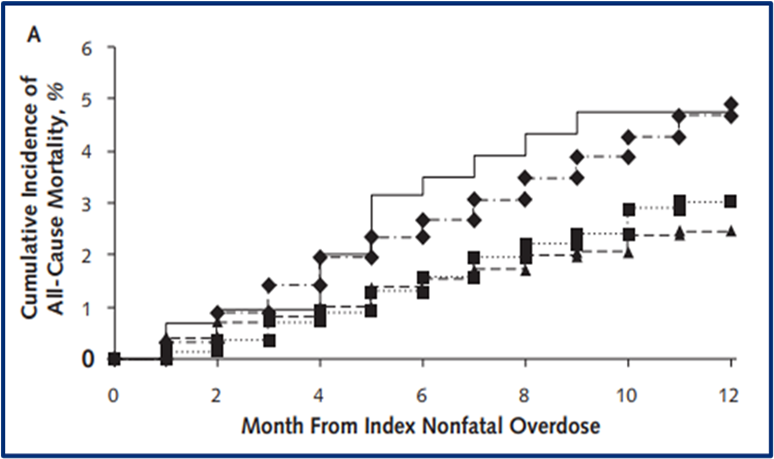 A
Cumulative Incidence of
All-Cause Mortality, %
6
5
4
3
2
1
0
0 2 4 6 8 10 12
Month From Index Nonfatal Overdose